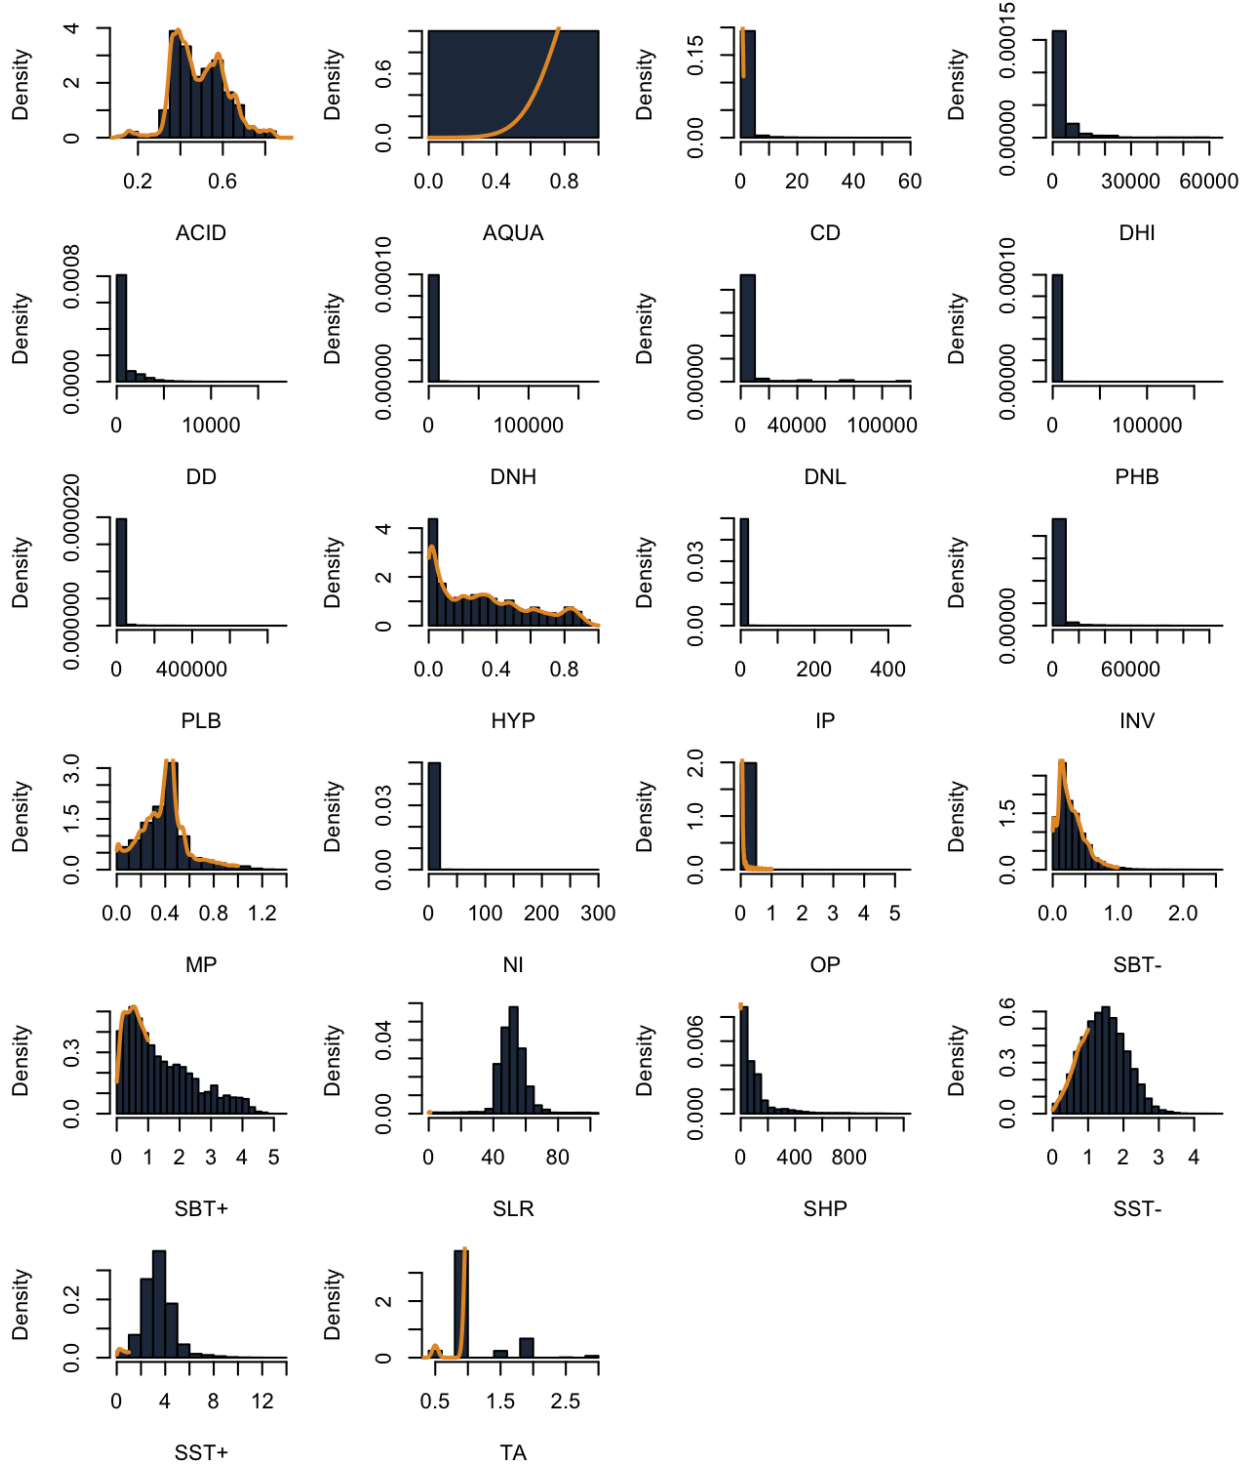 Density
0 2 4
0.2 0.6
ACID
Density
0.0 0.6
0.0 0.4 0.8
AQUA
Density
0.00 0.15
0 20 40 60
CD
Density
0.00000 0.00015
0 30000 60000
DHI
Density
0.00000 0.0008
0 10000
DD
Density
0.00000 0.00010
0 100000
DNH
Density
0.00000
0 40000 100000
DNL
Density
0.00000 0.00010
0 100000
PHB
Density
0.0000000 0.000020
0 400000
PLB
Density
0 2 4
0.0 0.4 0.8
HYP
Density
0.00 0.03
0 200 400
IP
Density
0.00000
0 60000
INV
Density
0.0 1.5 3.0
0.0 0.4 0.8 1.2
MP
Density
0.00 0.03
0 100 200 300
NI
Density
0.0 1.0 2.0
0 1 2 3 4 5
OP
Density
0.0 1.5
0.0 1.0 2.0
SBT-
Density
0.0 0.3
0 1 2 3 4 5
SBT+
Density
0.00 0.04
0 40 80
SLR
Density
0.000 0.006
0 400 800
SHP
Density
0.0 0.3 0.6
0 1 2 3 4
SST-
Density
0.0 0.2
0 4 8 12
SST+
Density
0 2
0.5 1.5 2.5
TA